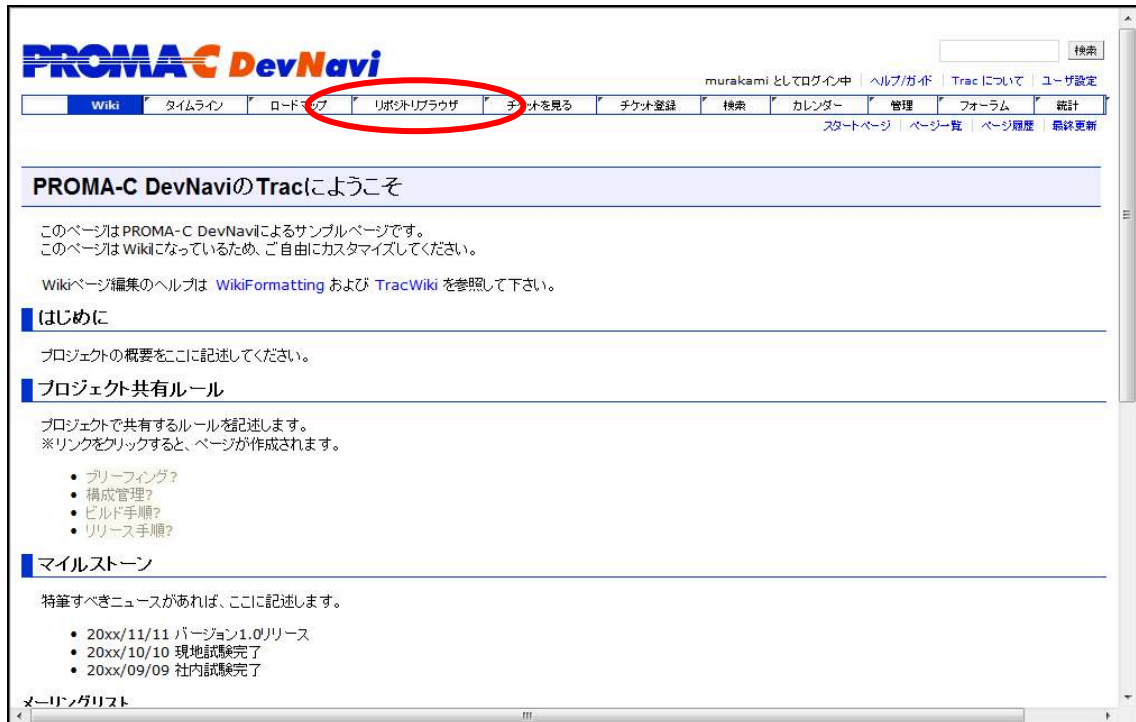 PROMA-C DevNavi
検索
murakami としてログイン中 ヘルプ/ガイド Trac について ユーザ設定
Wiki タイムライン ロードマップ リポジトリブラウザ チケットを見る チケット登録 検索 カレンダー 管理 フォーラム 統計
スタートページ ページ一覧 ページ履歴 最終更新
PROMA-C DevNaviのTracにようこそ
このページはPROMA-C DevNaviによるサンプルページです。
このページはWikiになっているため、ご自由にカスタマイズしてください。
Wikiページ編集のヘルプは WikiFormatting および TracWiki を参照して下さい。
はじめに
プロジェクトの概要をここに記述してください。
プロジェクト共有ルール
プロジェクトで共有するルールを記述します。
※リンクをクリックすると、ページが作成されます。
• ブリーフィング?
• 構成管理?
• ビルド手順?
• リリース手順?
マイルストーン
特筆すべきニュースがあれば、ここに記述します。
• 20xx/11/11 バージョン1.0リリース
• 20xx/10/10 現地試験完了
• 20xx/09/09 社内試験完了
メーリングリスト